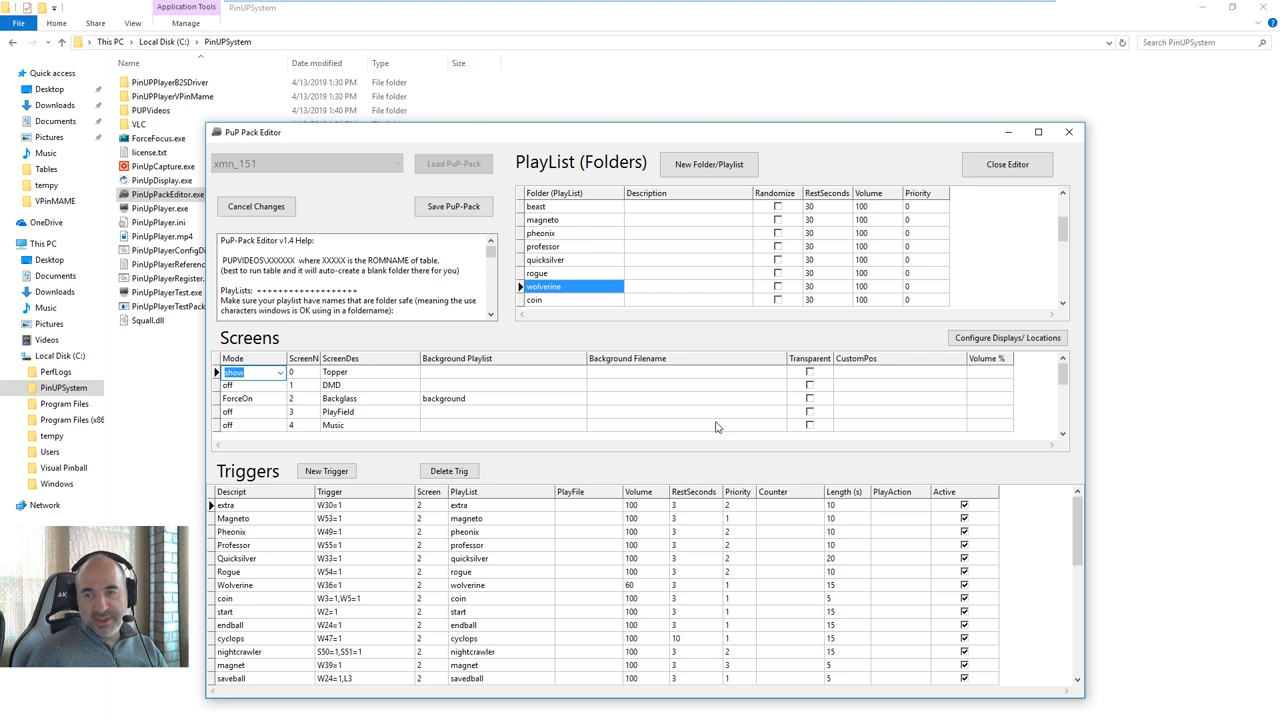 Application Tools PinUPSystem
File Home Share View Manage
This PC Local Disk (C:) PinUPSystem Search PinUPSystem
Name Date modified Type Size
Quick access
Desktop
Downloads
Documents
Pictures
Music
Tables
tempy
VPinMAME
OneDrive
This PC
Desktop
Documents
Downloads
Music
Pictures
Videos
Local Disk (C:)
PerfLogs
PinUPSystem
Program Files
Program Files (x86
tempy
Users
Visual Pinball
Windows
Network
PinUPPlayerB2SDriver 4/13/2019 1:30 PM File folder
PinUPPlayerVPinMame 4/13/2019 1:30 PM File folder
PUPVideos 4/13/2019 1:40 PM File folder
VLC 4/13/2019 1:30 PM File folder
ForceFocus.exe
license.txt
PinUpCapture.exe
PinUpDisplay.exe
PinUpPackEditor.exe
PinUpPlayer.exe
PinUpPlayer.ini
PinUpPlayer.mp4
PinUpPlayerConfigDi
PinUpPlayerReferenc
PinUpPlayerRegister.
PinUpPlayerTest.exe
PinUpPlayerTestPack
Squall.dll
PuP Pack Editor
xmn_151 Load PuP-Pack
Cancel Changes Save PuP-Pack
PuP-Pack Editor v1.4 Help:
PUPVIDEOS\XXXXXX where XXXXX is the ROMNAME of table.
(best to run table and it will auto-create a blank folder there for you)
PlayLists: * * * * * * * * * * * * * * * * * * *
Make sure your playlist have names that are folder safe (meaning the use
characters windows is OK using in a foldername):
PlayList (Folders) New Folder/Playlist Close Editor
Folder (PlayList) Description Randomize RestSeconds Volume Priority
beast 30 100 0
magneto 30 100 0
pheonix 30 100 0
professor 30 100 0
quicksilver 30 100 0
rogue 30 100 0
wolverine 30 100 0
coin 30 100 0
Screens Configure Displays/ Locations
Mode ScreenN ScreenDes Background Playlist Background Filename Transparent CustomPos Volume %
show 0 Topper
off 1 DMD
ForceOn 2 Backglass background
off 3 PlayField
off 4 Music
Triggers New Trigger Delete Trig
Descript Trigger Screen PlayList PlayFile Volume RestSeconds Priority Counter Length (s) PlayAction Active
extra W30=1 2 extra 100 3 2 10
Magneto W53=1 2 magneto 100 3 1 10
Pheonix W49=1 2 pheonix 100 3 2 10
Professor W55=1 2 professor 100 3 2 10
Quicksilver W33=1 2 quicksilver 100 3 2 20
Rogue W54=1 2 rogue 100 3 2 10
Wolverine W36=1 2 wolverine 60 3 1 15
coin W3=1,W5=1 2 coin 100 3 1 5
start W2=1 2 start 100 3 1 15
endball W24=1 2 endball 100 3 1 15
cyclops W47=1 2 cyclops 100 10 1 15
nightcrawler S50=1,S51=1 2 nightcrawler 100 3 2 15
magnet W39=1 2 magnet 100 3 3 15
saveball W24=1,L3 2 savedball 100 3 1 5
AK